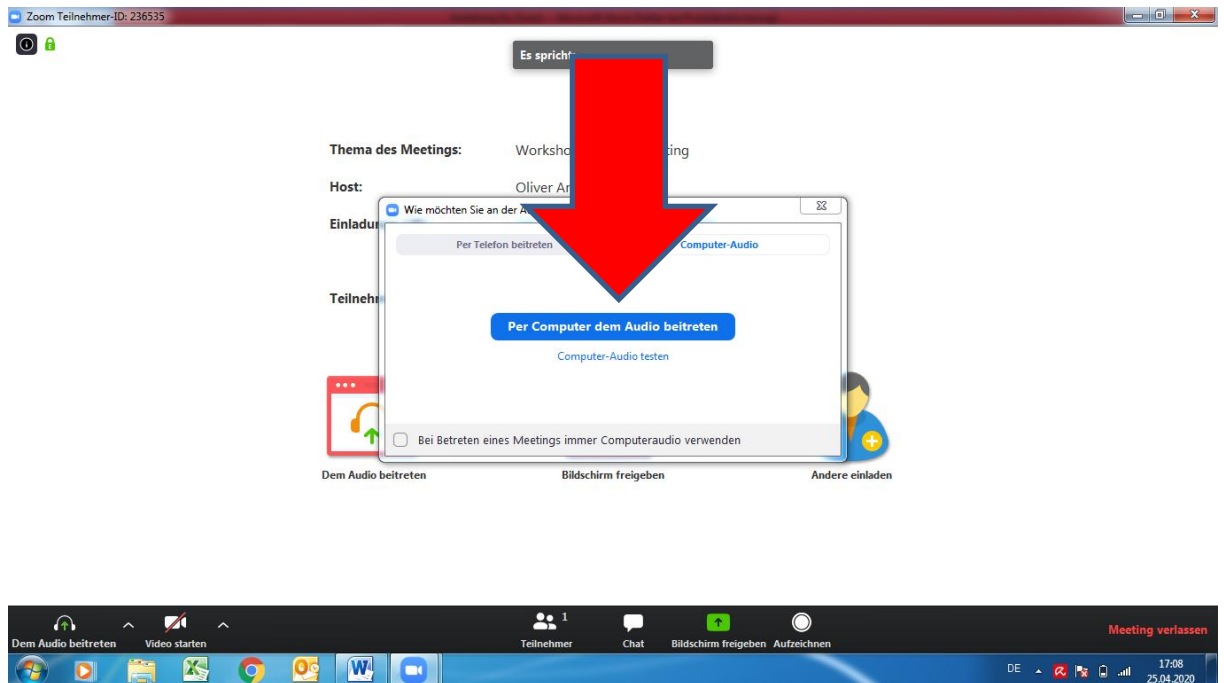 Zoom Teilnehmer-ID: 236535
Es spricht:
Thema des Meetings:
ting
Host: Oliver
Wie möchten Sie an der
Per Telefon beitreten
Computer-Audio
Per Computer dem Audio beitreten
Computer-Audio testen
Bei Betreten eines Meetings immer Computeraudio verwenden
Dem Audio beitreten
Bildschirm freigeben
Andere einladen
Dem Audio beitreten
Video starten
1
Teilnehmer
Chat
Bildschirm freigeben
Aufzeichnen
Meeting verlassen
DE
17:08
25.04.2020